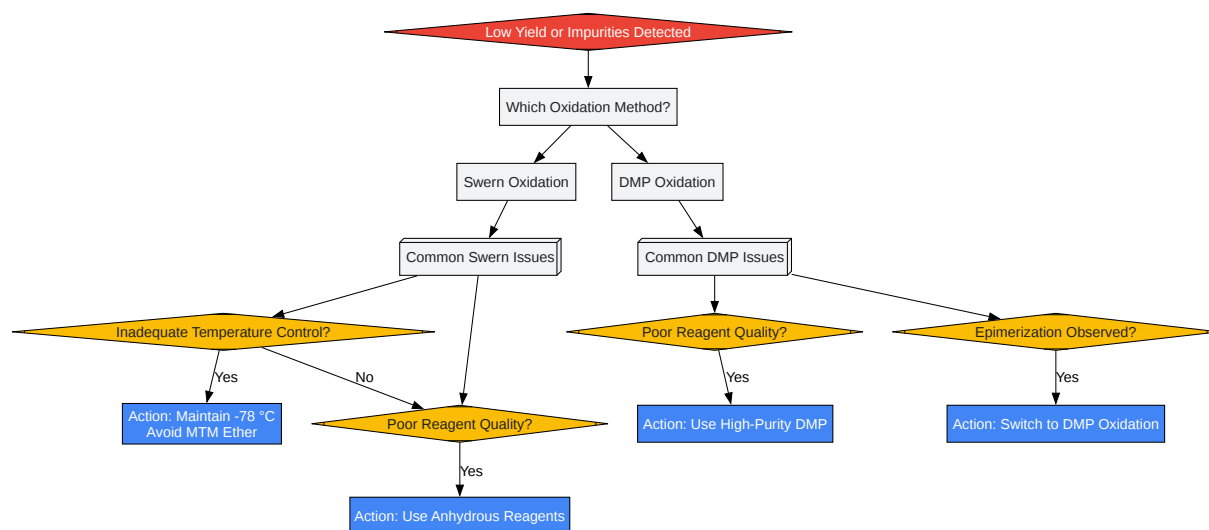 Low Yield or Impurities Detected
Which Oxidation Method?
Swern Oxidation
DMP Oxidation
Common Swern Issues
Common DMP Issues
Inadequate Temperature Control?
Poor Reagent Quality?
Epimerization Observed?
Yes
No
Yes
Yes
Action: Maintain -78 °C
Avoid MTM Ether
Poor Reagent Quality?
Action: Use High-Purity DMP
Action: Switch to DMP Oxidation
Yes
Action: Use Anhydrous Reagents